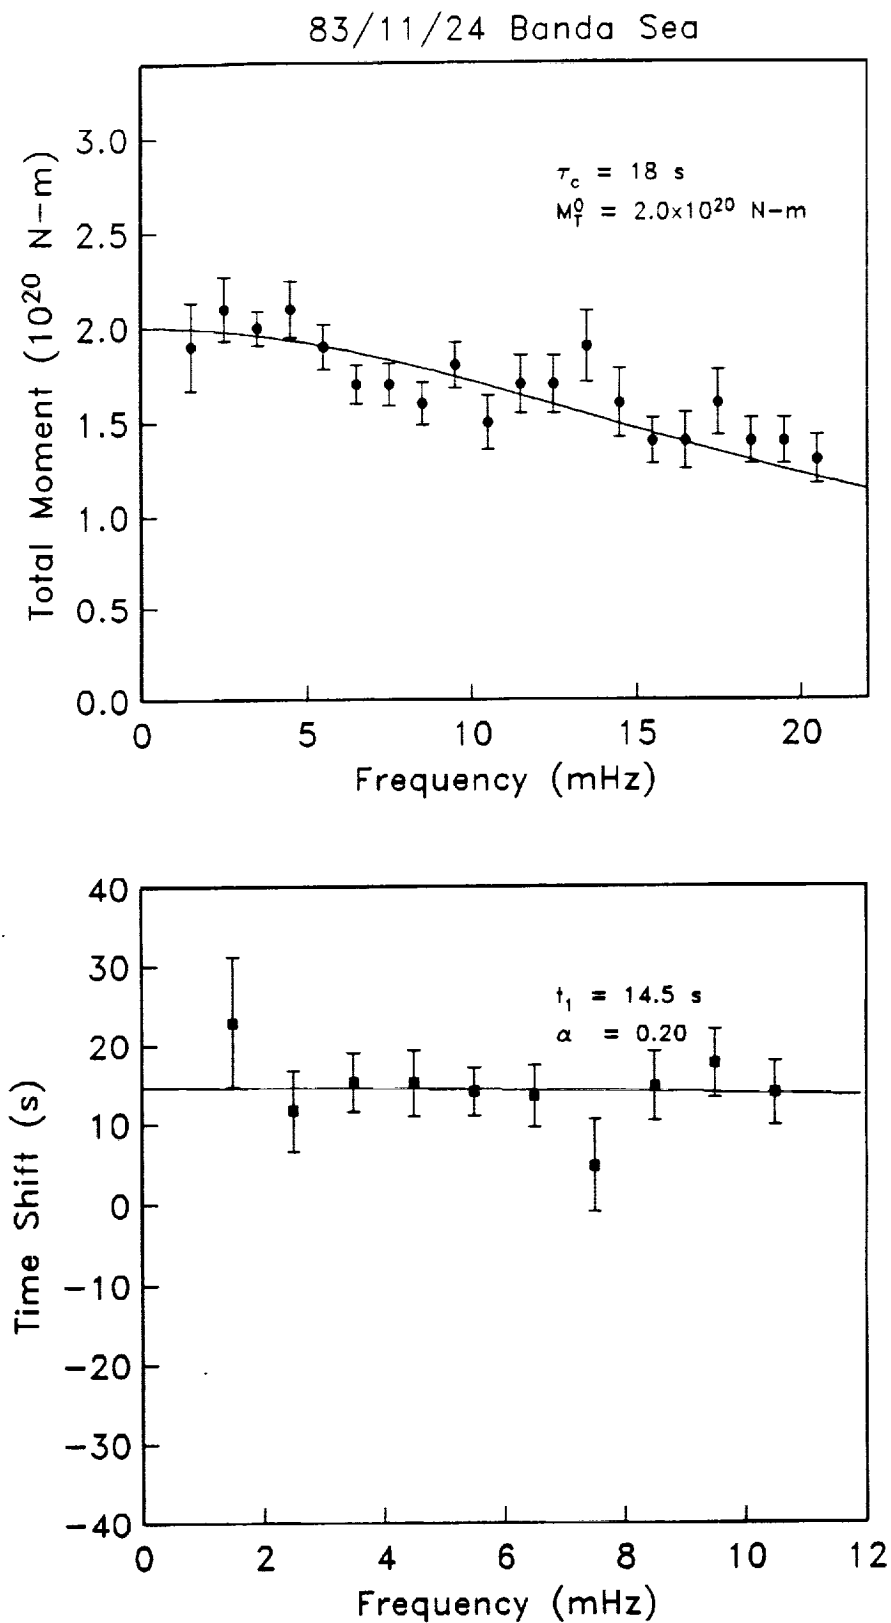 83/11/24 Banda Sea
Total Moment (10²⁰ N-m)
3.0
2.5
2.0
1.5
1.0
0.5
0.0
τc = 18 s
M⁰T = 2.0x10²⁰ N-m
0 5 10 15 20
Frequency (mHz)
Time Shift (s)
40
30
20
10
0
-10
-20
-30
-40
t₁ = 14.5 s
α = 0.20
0 2 4 6 8 10 12
Frequency (mHz)